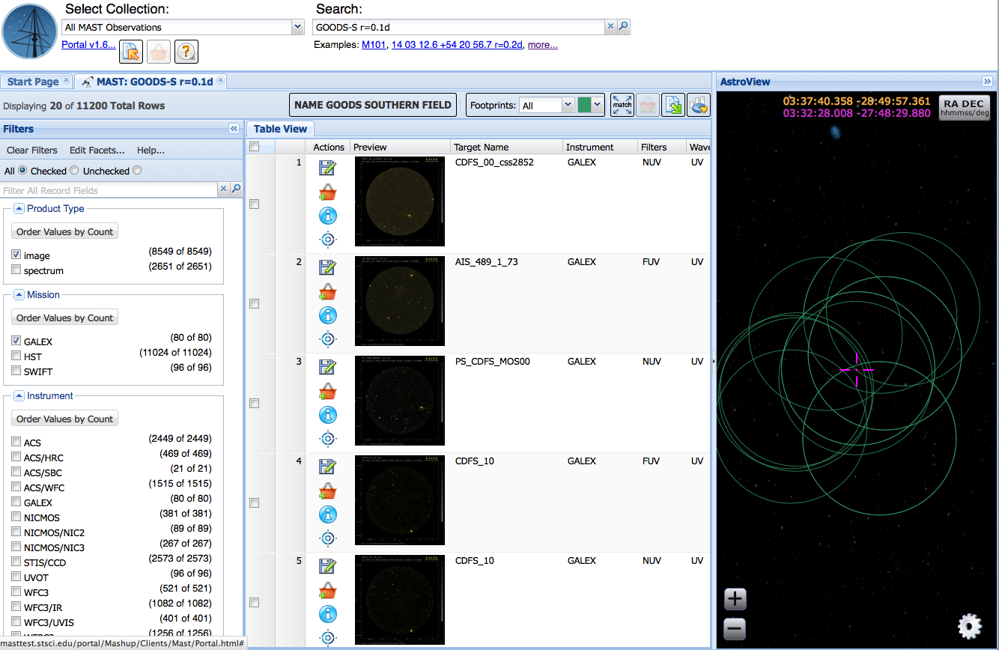 Select Collection:
Search:
All MAST Observations
GOODS-S r=0.1d
Portal v1.6...
Examples: M101, 14 03 12.6 +54 20 56.7 r=0.2d, more...
Start Page
MAST: GOODS-S r=0.1d
AstroView
Displaying 20 of 11200 Total Rows
NAME GOODS SOUTHERN FIELD
Footprints: All
match
03:37:40.358 -28:49:57.361
03:32:28.008 -27:48:29.880
RA DEC
hhmmss/deg
Filters
Clear Filters Edit Facets... Help...
All Checked Unchecked
Filter All Record Fields
Product Type
Order Values by Count
image (8549 of 8549)
spectrum (2651 of 2651)
Mission
Order Values by Count
GALEX (80 of 80)
HST (11024 of 11024)
SWIFT (96 of 96)
Instrument
Order Values by Count
ACS (2449 of 2449)
ACS/HRC (469 of 469)
ACS/SBC (21 of 21)
ACS/WFC (1515 of 1515)
GALEX (80 of 80)
NICMOS (381 of 381)
NICMOS/NIC2 (89 of 89)
NICMOS/NIC3 (267 of 267)
STIS/CCD (2573 of 2573)
UVOT (96 of 96)
WFC3 (521 of 521)
WFC3/IR (1082 of 1082)
WFC3/UVIS (401 of 401)
(1256 of 1256)
masttest.stsci.edu/portal/Mashup/Clients/Mast/Portal.html#
Table View
Actions Preview Target Name Instrument Filters Wave
1 CDFS_00_css2852 GALEX NUV UV
2 AIS_489_1_73 GALEX FUV UV
3 PS_CDFS_MOS00 GALEX NUV UV
4 CDFS_10 GALEX FUV UV
5 CDFS_10 GALEX NUV UV